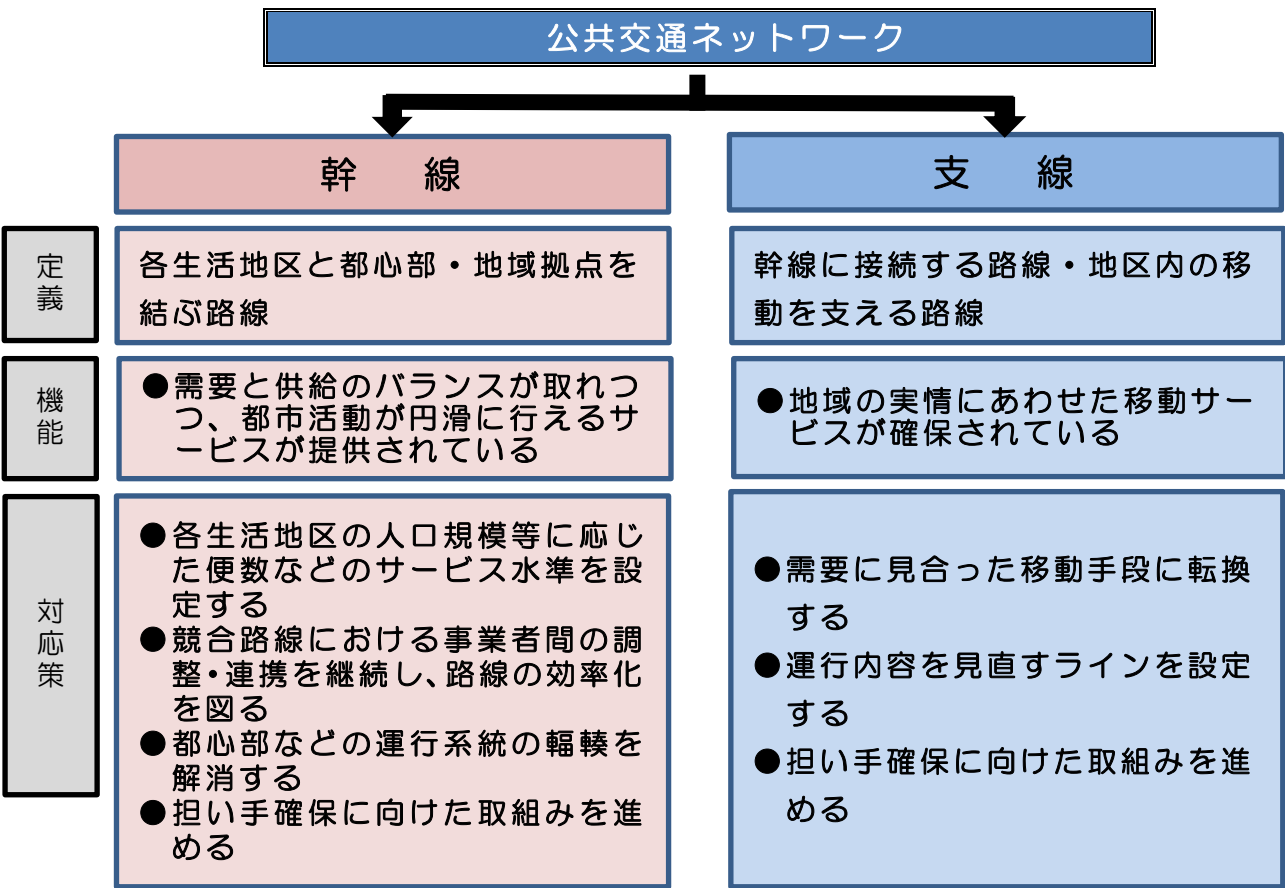 公共交通ネットワーク
幹　線
支　線
定義
各生活地区と都心部・地域拠点を
結ぶ路線
幹線に接続する路線・地区内の移
動を支える路線
機能
●需要と供給のバランスが取れつ
つ、都市活動が円滑に行えるサ
ービスが提供されている
●地域の実情にあわせた移動サー
ビスが確保されている
対応策
●各生活地区の人口規模等に応じ
た便数などのサービス水準を設
定する
●競合路線における事業者間の調
整・連携を継続し、路線の効率化
を図る
●都心部などの運行系統の輻輳を
解消する
●担い手確保に向けた取組みを進
める
●需要に見合った移動手段に転換
する
●運行内容を見直すラインを設定
する
●担い手確保に向けた取組みを進
める